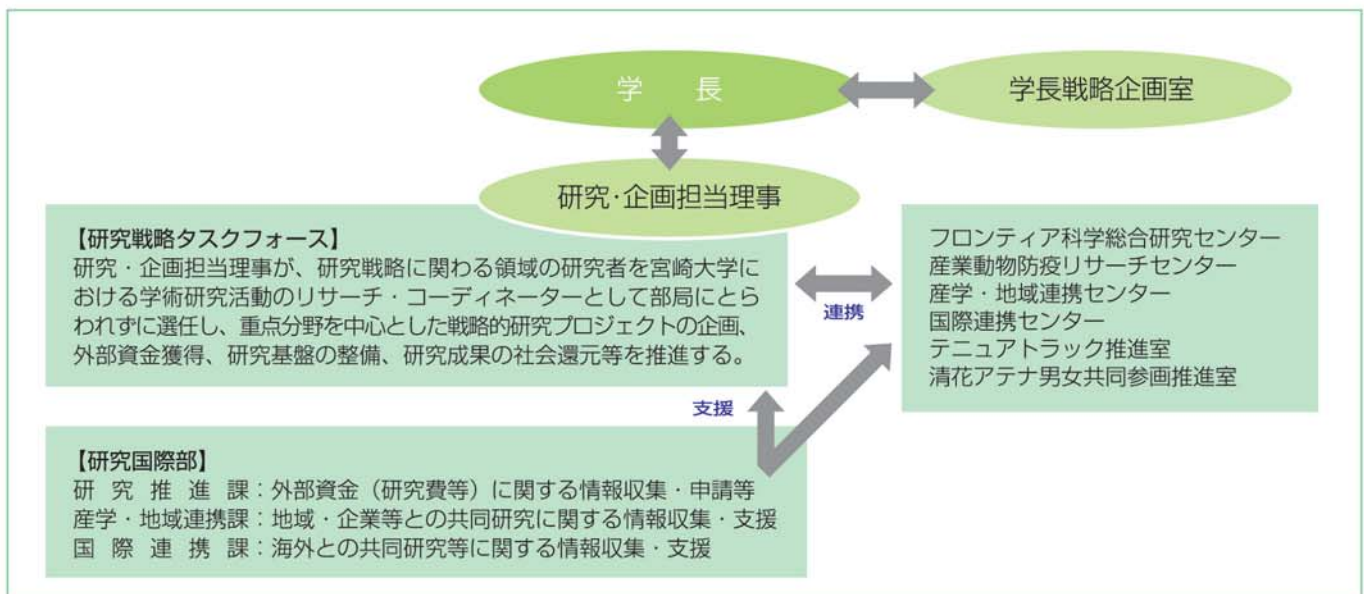 学　長
学長戦略企画室
研究・企画担当理事
【研究戦略タスクフォース】
研究・企画担当理事が、研究戦略に関わる領域の研究者を宮崎大学に
おける学術研究活動のリサーチ・コーディネーターとして部局にとら
われずに選任し、重点分野を中心とした戦略的研究プロジェクトの企画、
外部資金獲得、研究基盤の整備、研究成果の社会還元等を推進する。
連携
フロンティア科学総合研究センター
産業動物防疫リサーチセンター
産学・地域連携センター
国際連携センター
テニュアトラック推進室
清花アテナ男女共同参画推進室
支援
【研究国際部】
研 究 推 進 課：外部資金（研究費等）に関する情報収集・申請等
産学・地域連携課：地域・企業等との共同研究に関する情報収集・支援
国 際 連 携 課：海外との共同研究等に関する情報収集・支援